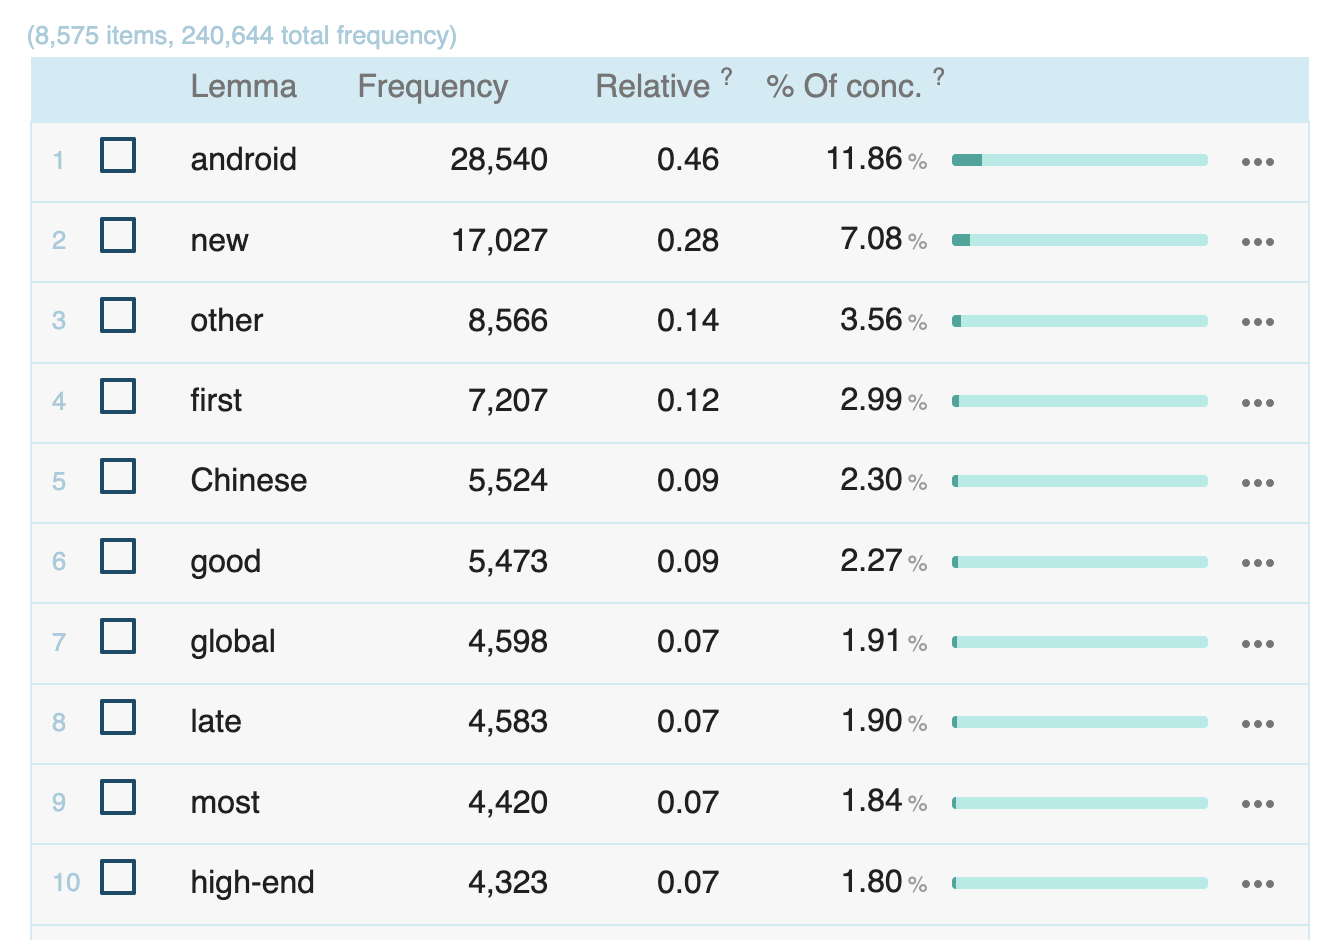 (8,575 items, 240,644 total frequency)
Lemma Frequency Relative ? % Of conc. ?
1 android 28,540 0.46 11.86 %
2 new 17,027 0.28 7.08 %
3 other 8,566 0.14 3.56 %
4 first 7,207 0.12 2.99 %
5 Chinese 5,524 0.09 2.30 %
6 good 5,473 0.09 2.27 %
7 global 4,598 0.07 1.91 %
8 late 4,583 0.07 1.90 %
9 most 4,420 0.07 1.84 %
10 high-end 4,323 0.07 1.80 %